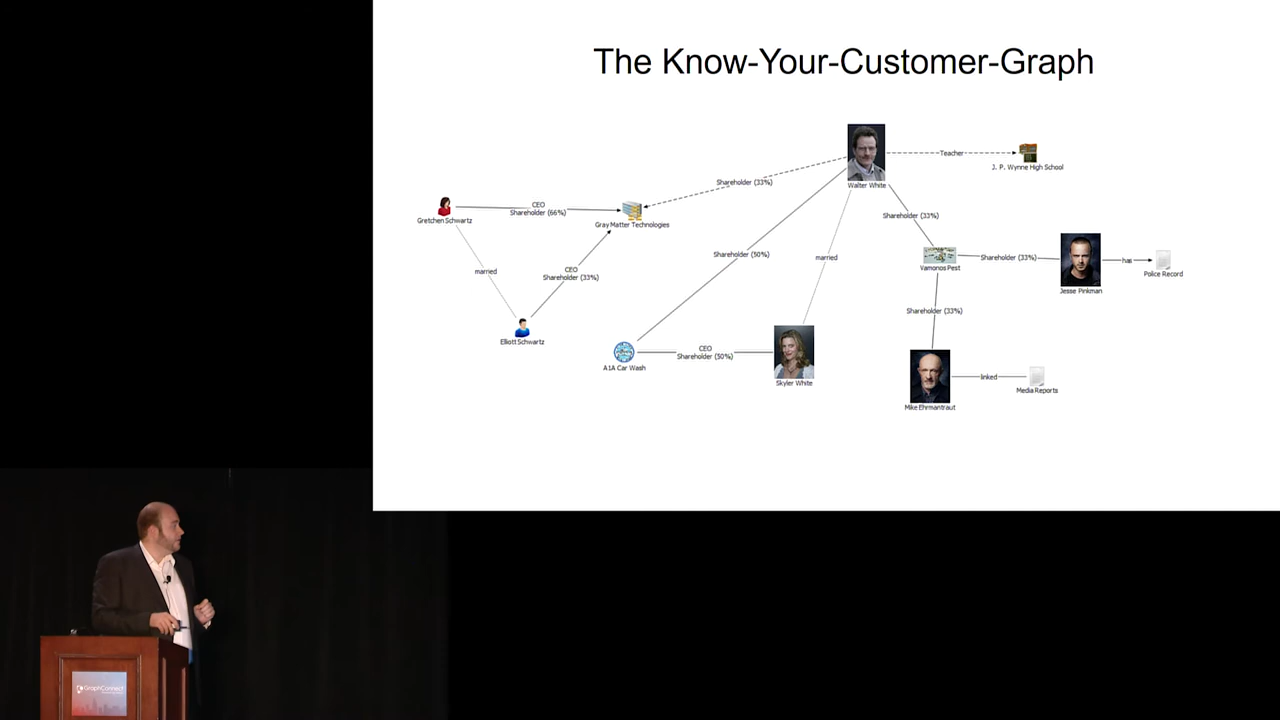 The Know-Your-Customer-Graph
Walter White
Teacher
J. P. Wynne High School
Shareholder (33%)
Gretchen Schwartz
CEO
Shareholder (66%)
Gray Matter Technologies
Shareholder (33%)
Shareholder (50%)
married
Vamonos Pest
Shareholder (33%)
Jesse Pinkman
has
Police Record
married
CEO
Shareholder (33%)
Elliott Schwartz
Shareholder (33%)
A1A Car Wash
CEO
Shareholder (50%)
Skyler White
Mike Ehrmantraut
linked
Media Reports
GraphConnect